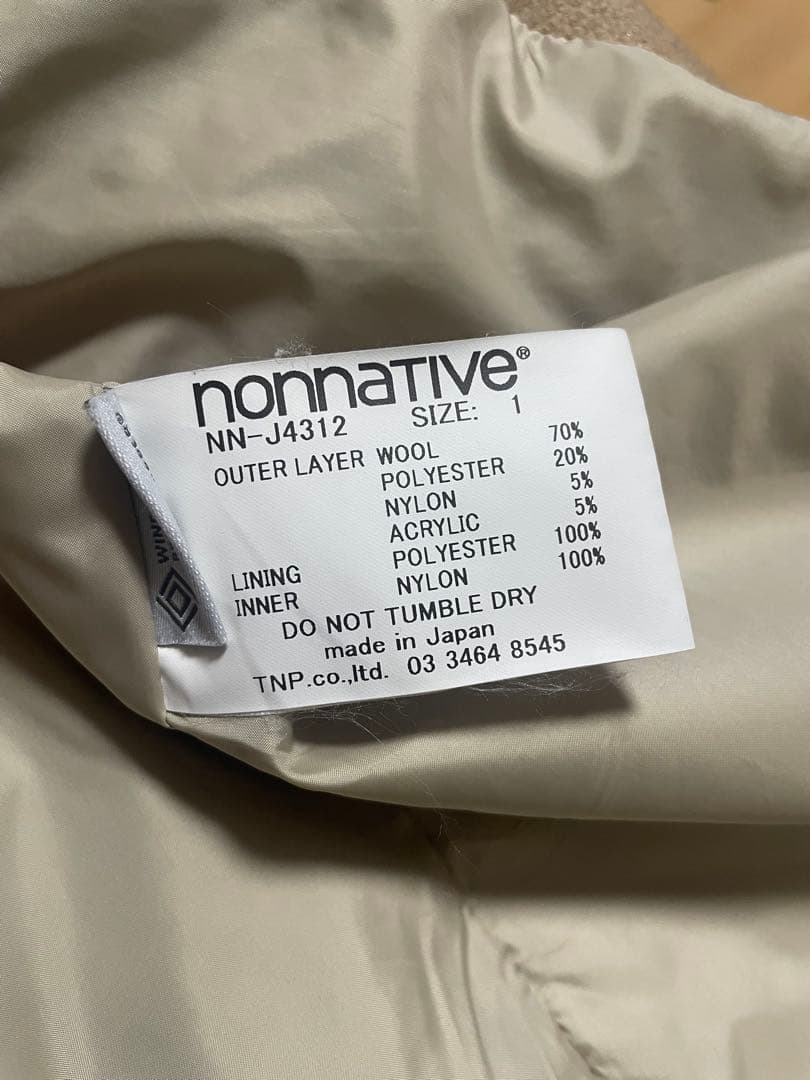 nonnative®
NN-J4312 SIZE: 1
OUTER LAYER WOOL 70%
POLYESTER 20%
NYLON 5%
ACRYLIC 5%
LINING POLYESTER 100%
INNER NYLON 100%
DO NOT TUMBLE DRY
made in Japan
TNP.co.,ltd. 03 3464 8545